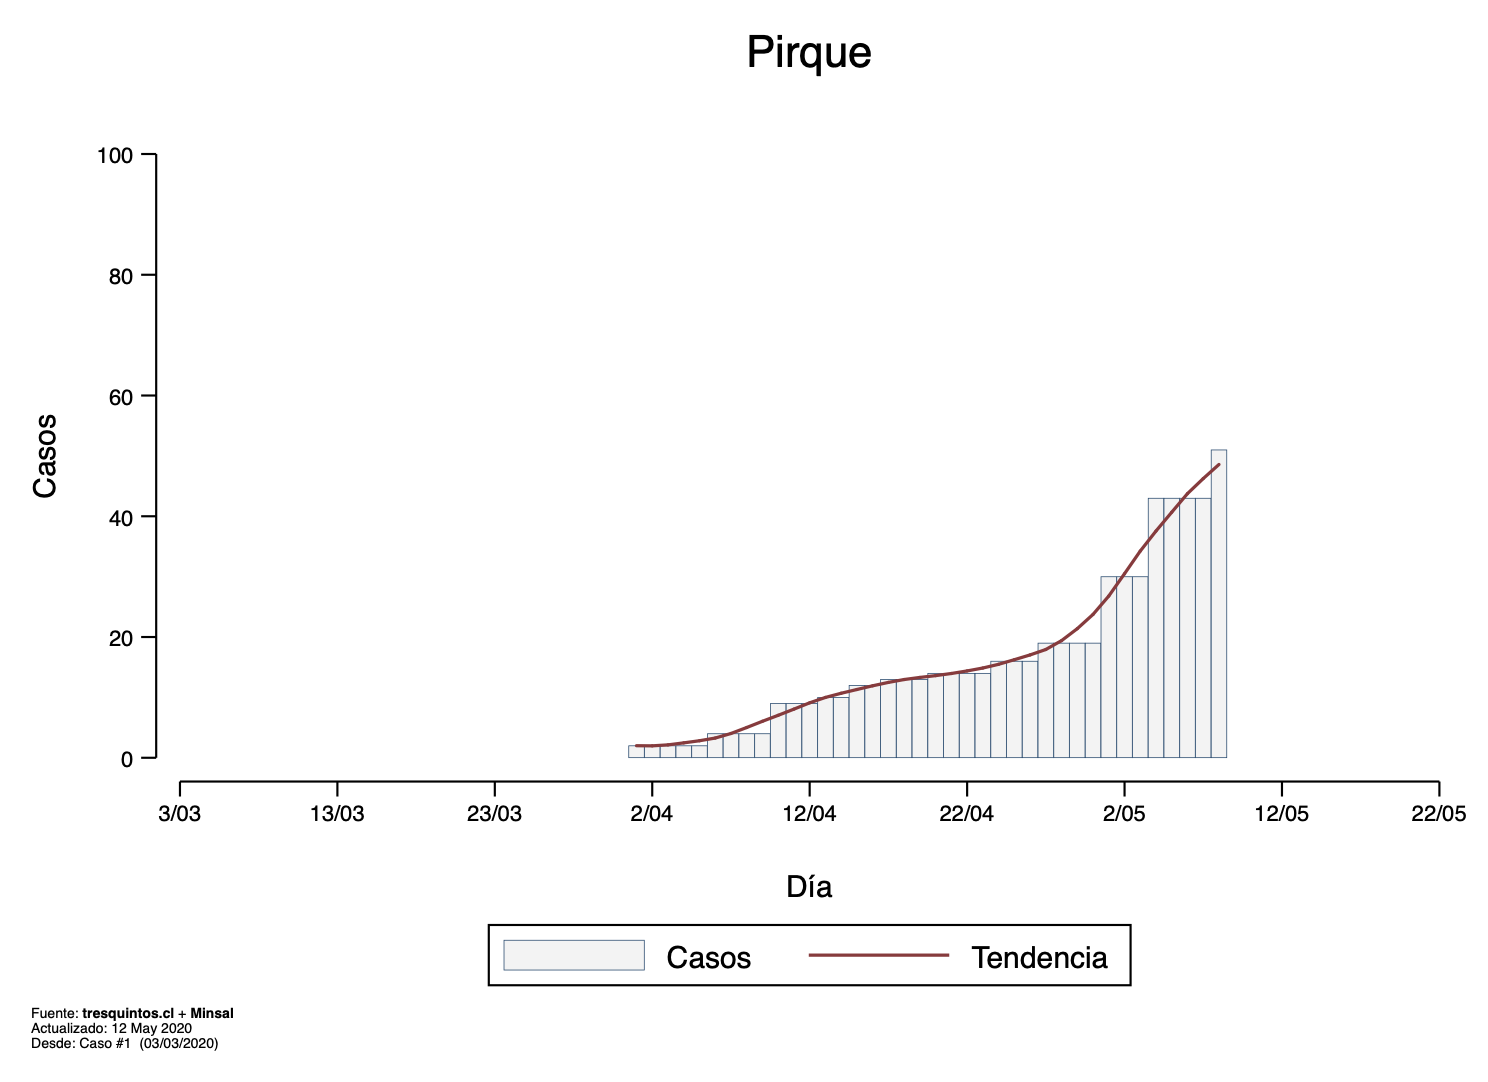 Pirque
100
80
60
40
20
0
Casos
3/03 13/03 23/03 2/04 12/04 22/04 2/05 12/05 22/05
Día
Casos Tendencia
Fuente: tresquintos.cl + Minsal
Actualizado: 12 May 2020
Desde: Caso #1 (03/03/2020)